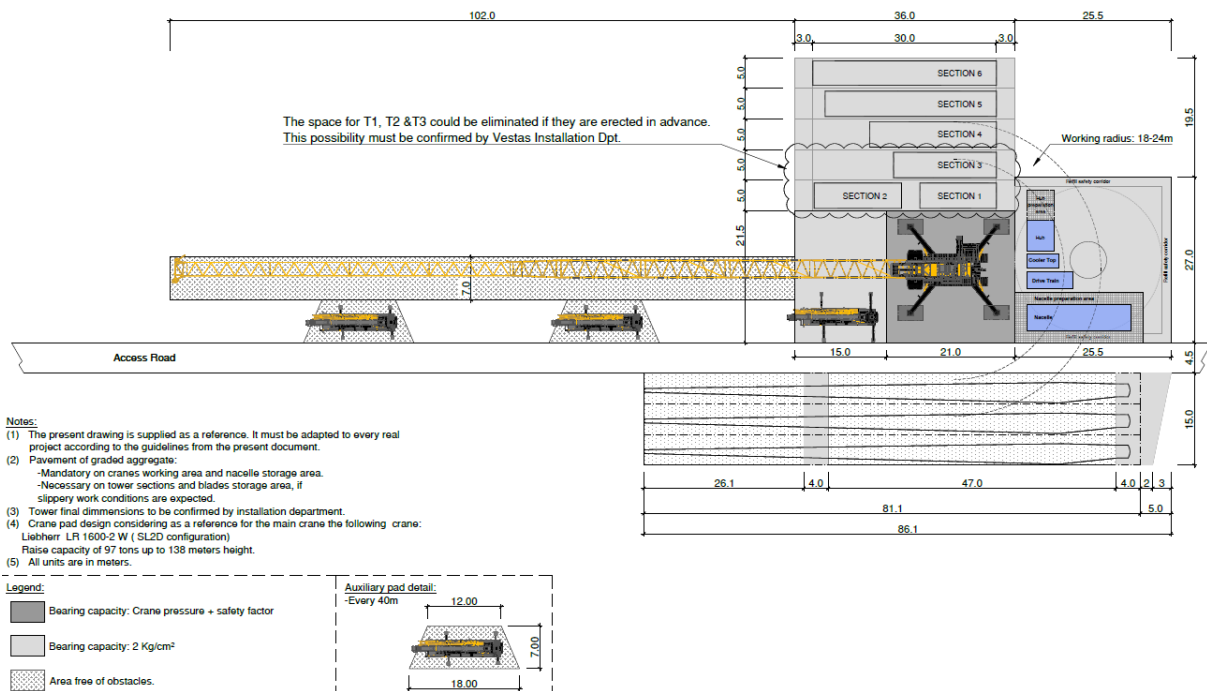 102.0
36.0
25.5
3.0
30.0
3.0
5.0
SECTION 6
5.0
SECTION 5
19.5
The space for T1, T2 &T3 could be eliminated if they are erected in advance.
This possibility must be confirmed by Vestas Installation Dpt.
5.0
SECTION 4
Working radius: 18-24m
5.0
SECTION 3
5.0
SECTION 2
SECTION 1
Refill safety corridor
Hub
preparation
area
21.5
Hub
Refill safety corridor
27.0
Cooler Top
7.0
Drive Train
Nacelle preparation area
Nacelle
Refill safety corridor
Access Road
15.0
21.0
25.5
4.5
15.0
26.1
4.0
47.0
4.0
2
3
81.1
5.0
86.1
Notes:
(1) The present drawing is supplied as a reference. It must be adapted to every real
project according to the guidelines from the present document.
(2) Pavement of graded aggregate:
-Mandatory on cranes working area and nacelle storage area.
-Necessary on tower sections and blades storage area, if
slippery work conditions are expected.
(3) Tower final dimmensions to be confirmed by installation department.
(4) Crane pad design considering as a reference for the main crane the following crane:
Liebherr LR 1600-2 W ( SL2D configuration)
Raise capacity of 97 tons up to 138 meters height.
(5) All units are in meters.
Legend:
Bearing capacity: Crane pressure + safety factor
Bearing capacity: 2 Kg/cm²
Area free of obstacles.
Auxiliary pad detail:
-Every 40m
12.00
7.00
18.00